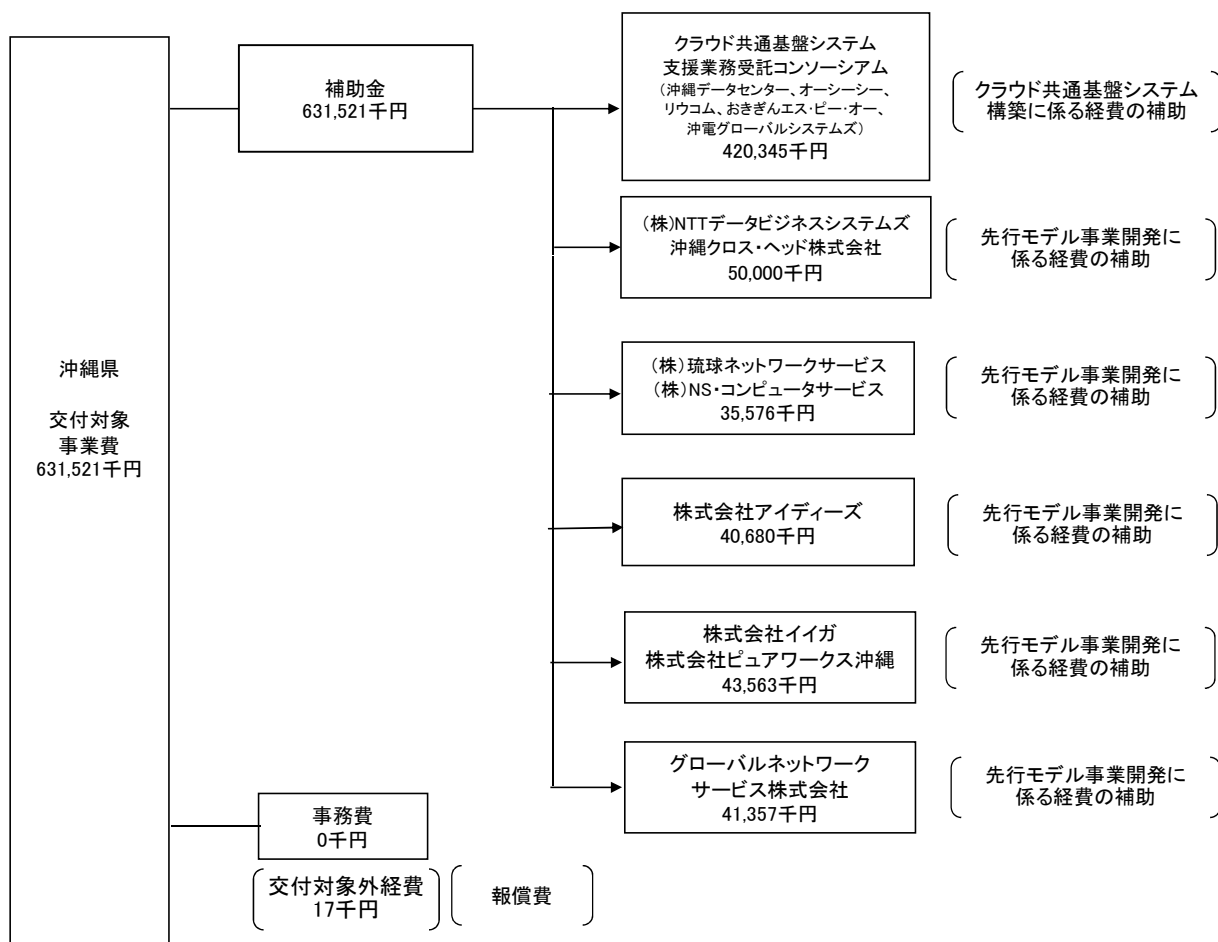 沖縄県
交付対象
事業費
631,521千円
補助金
631,521千円
クラウド共通基盤システム
支援業務受託コンソーシアム
(沖縄データセンター、オーシーシー、
リウコム、おきぎんエス・ピー・オー、
沖電グローバルシステムズ)
420,345千円
クラウド共通基盤システム
構築に係る経費の補助
(株)NTTデータビジネスシステムズ
沖縄クロス・ヘッド株式会社
50,000千円
先行モデル事業開発に
係る経費の補助
(株)琉球ネットワークサービス
(株)NS・コンピュータサービス
35,576千円
先行モデル事業開発に
係る経費の補助
株式会社アイディーズ
40,680千円
先行モデル事業開発に
係る経費の補助
株式会社イイガ
株式会社ピュアワークス沖縄
43,563千円
先行モデル事業開発に
係る経費の補助
グローバルネットワーク
サービス株式会社
41,357千円
先行モデル事業開発に
係る経費の補助
事務費
0千円
交付対象外経費
17千円
報償費